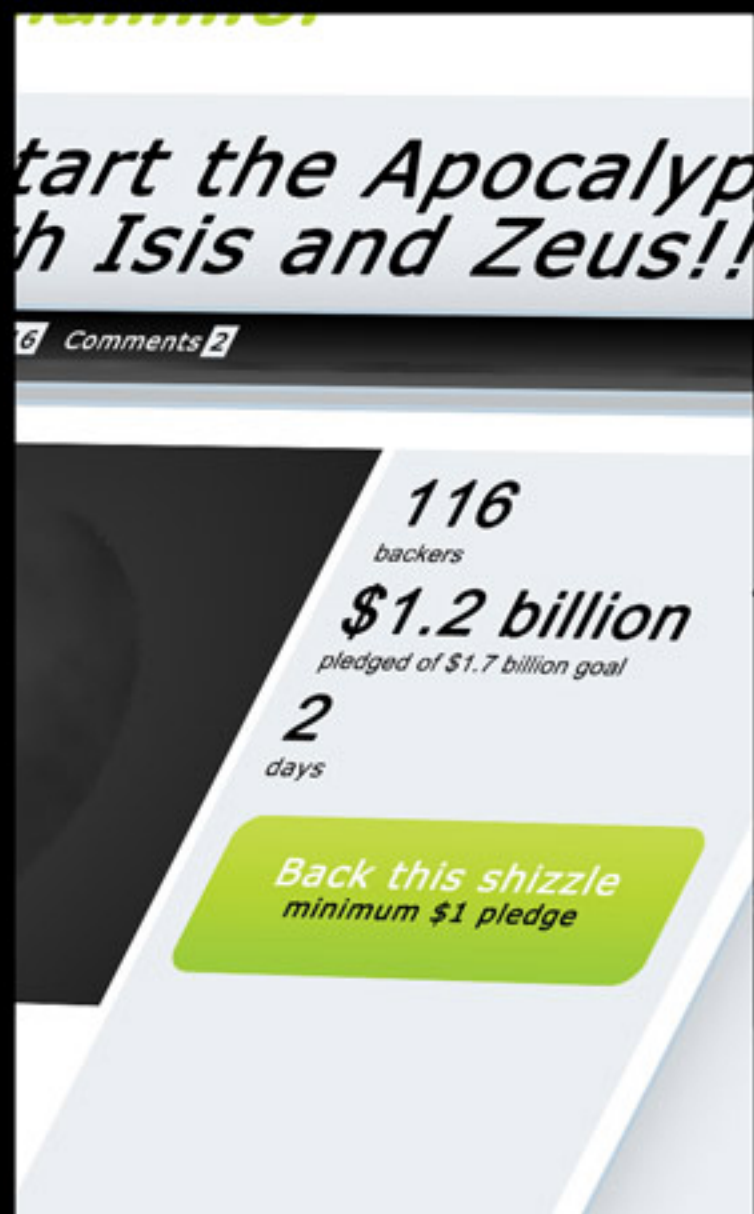 tart the Apocalyp
h Isis and Zeus!!
6 Comments 2
116
backers
$1.2 billion
pledged of $1.7 billion goal
2
days
Back this shizzle
minimum $1 pledge